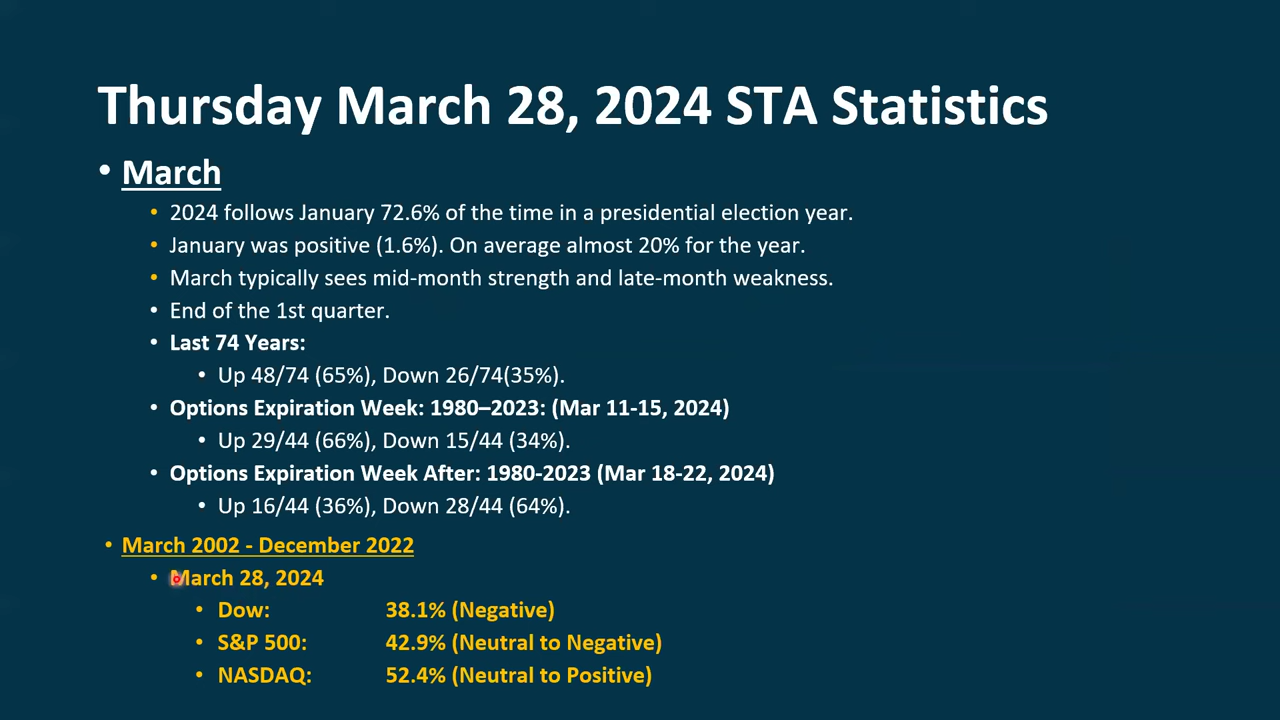 Thursday March 28, 2024 STA Statistics
• March
• 2024 follows January 72.6% of the time in a presidential election year.
• January was positive (1.6%). On average almost 20% for the year.
• March typically sees mid-month strength and late-month weakness.
• End of the 1st quarter.
• Last 74 Years:
• Up 48/74 (65%), Down 26/74(35%).
• Options Expiration Week: 1980–2023: (Mar 11-15, 2024)
• Up 29/44 (66%), Down 15/44 (34%).
• Options Expiration Week After: 1980-2023 (Mar 18-22, 2024)
• Up 16/44 (36%), Down 28/44 (64%).
• March 2002 - December 2022
• March 28, 2024
• Dow: 38.1% (Negative)
• S&P 500: 42.9% (Neutral to Negative)
• NASDAQ: 52.4% (Neutral to Positive)